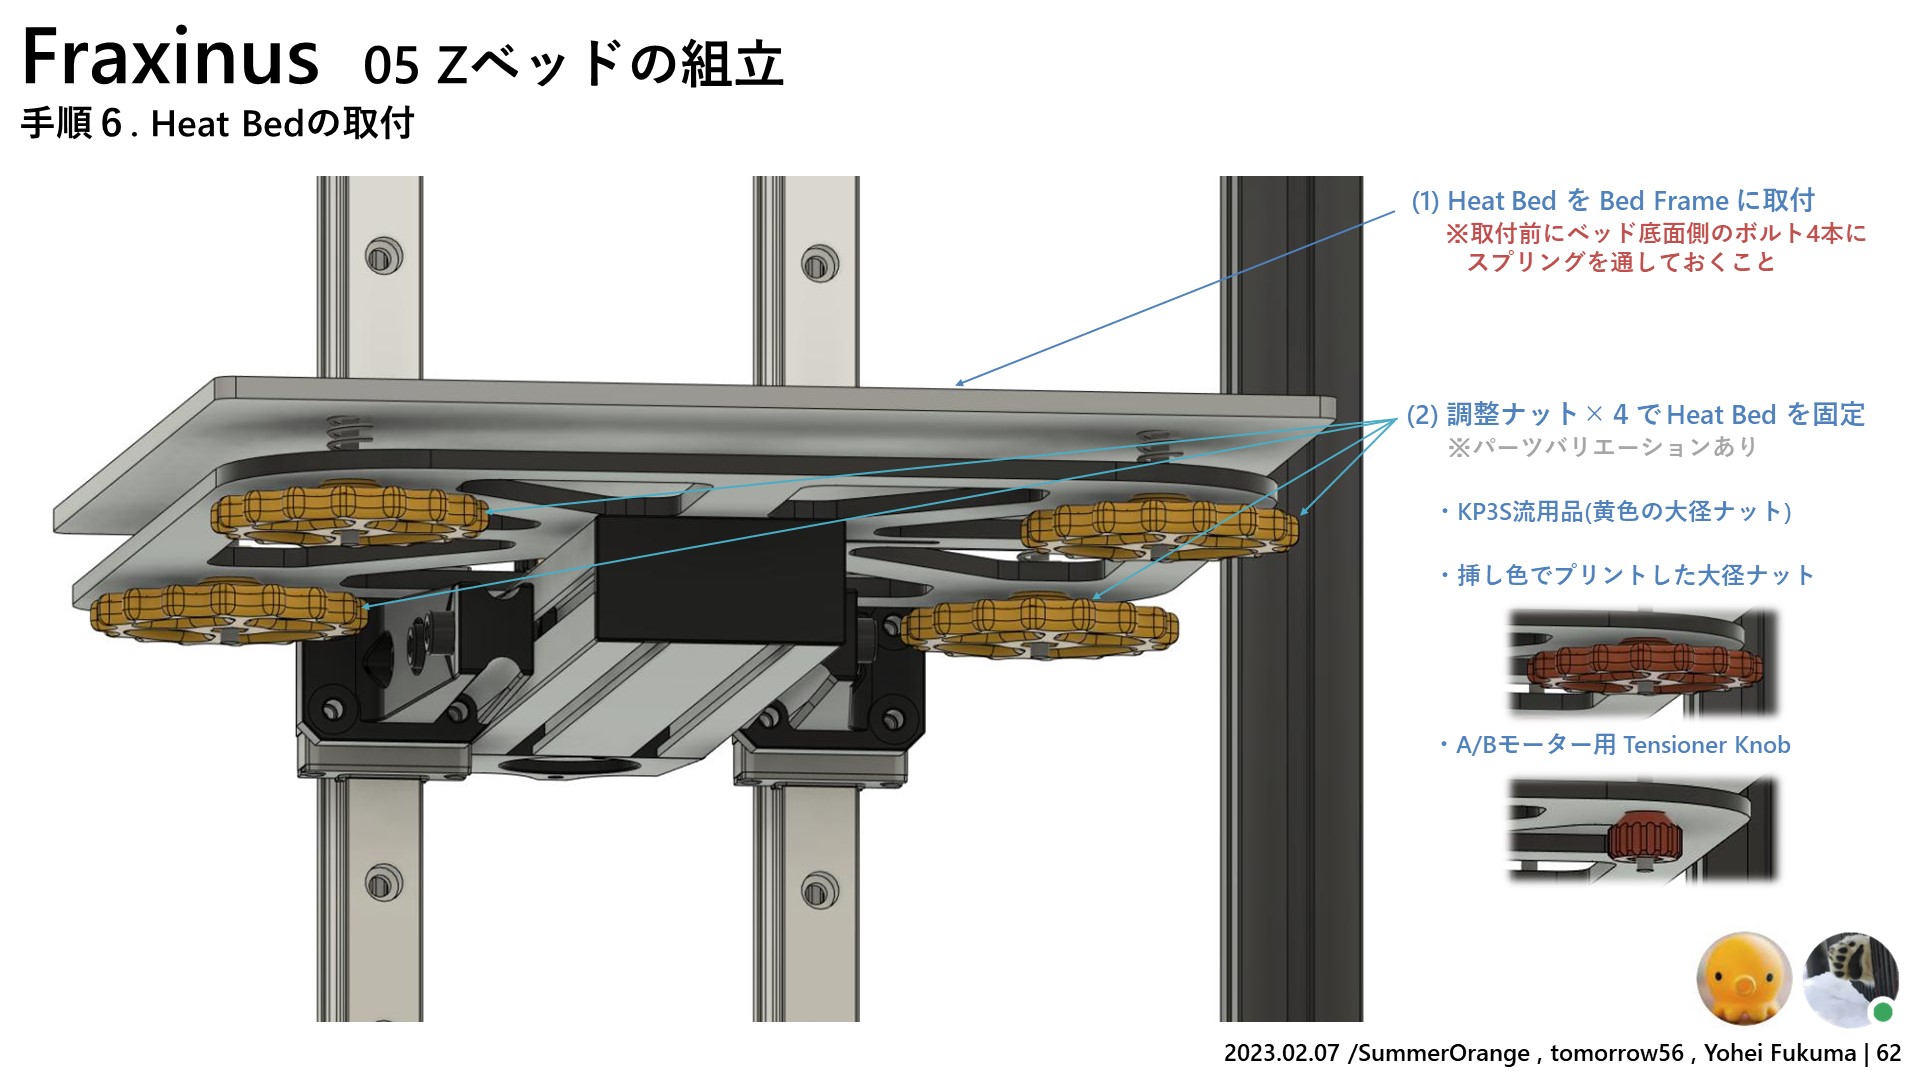 Fraxinus 05 Zベッドの組立
手順６. Heat Bedの取付
(1) Heat Bed を Bed Frame に取付
※取付前にベッド底面側のボルト4本に
スプリングを通しておくこと
(2) 調整ナット×４で Heat Bed を固定
※パーツバリエーションあり
・KP3S流用品(黄色の大径ナット)
・挿し色でプリントした大径ナット
・A/Bモーター用 Tensioner Knob
2023.02.07 /SummerOrange , tomorrow56 , Yohei Fukuma | 62